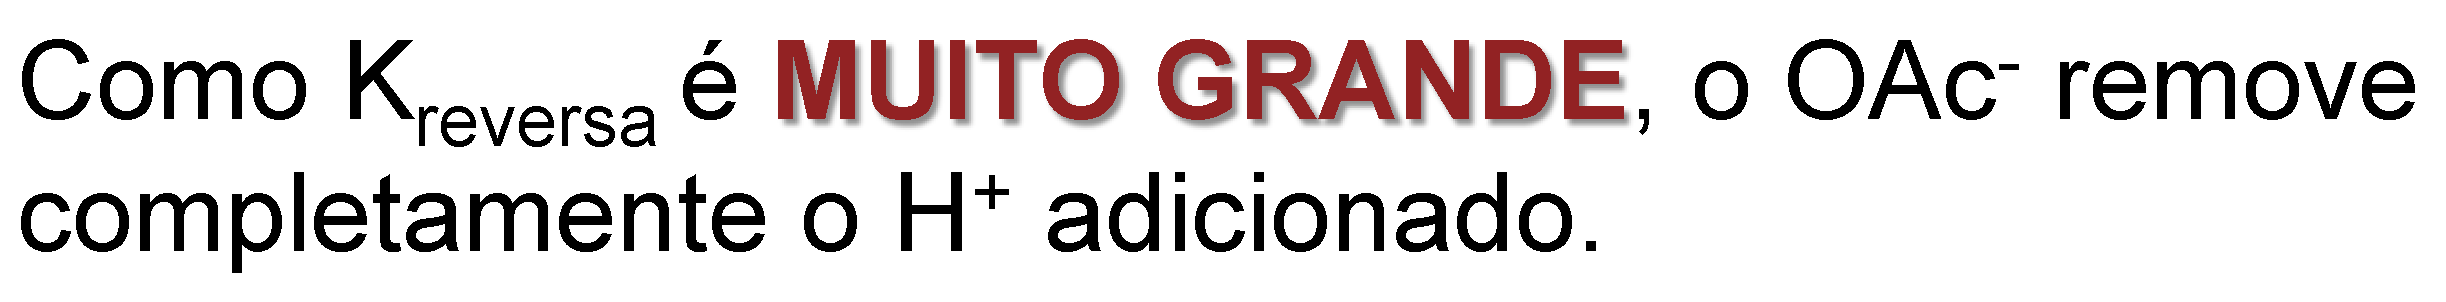 Como Kreversa é MUITO GRANDE, o OAc- remove
completamente o H+ adicionado.